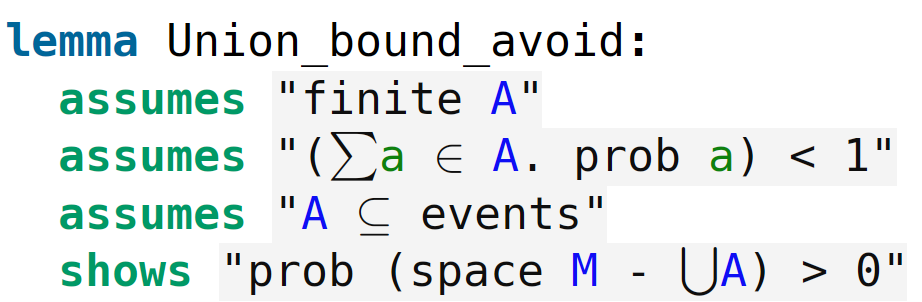 lemma Union_bound_avoid:
assumes "finite A"
assumes "(∑a ∈ A. prob a) < 1"
assumes "A ⊆ events"
shows "prob (space M - ⋃A) > 0"